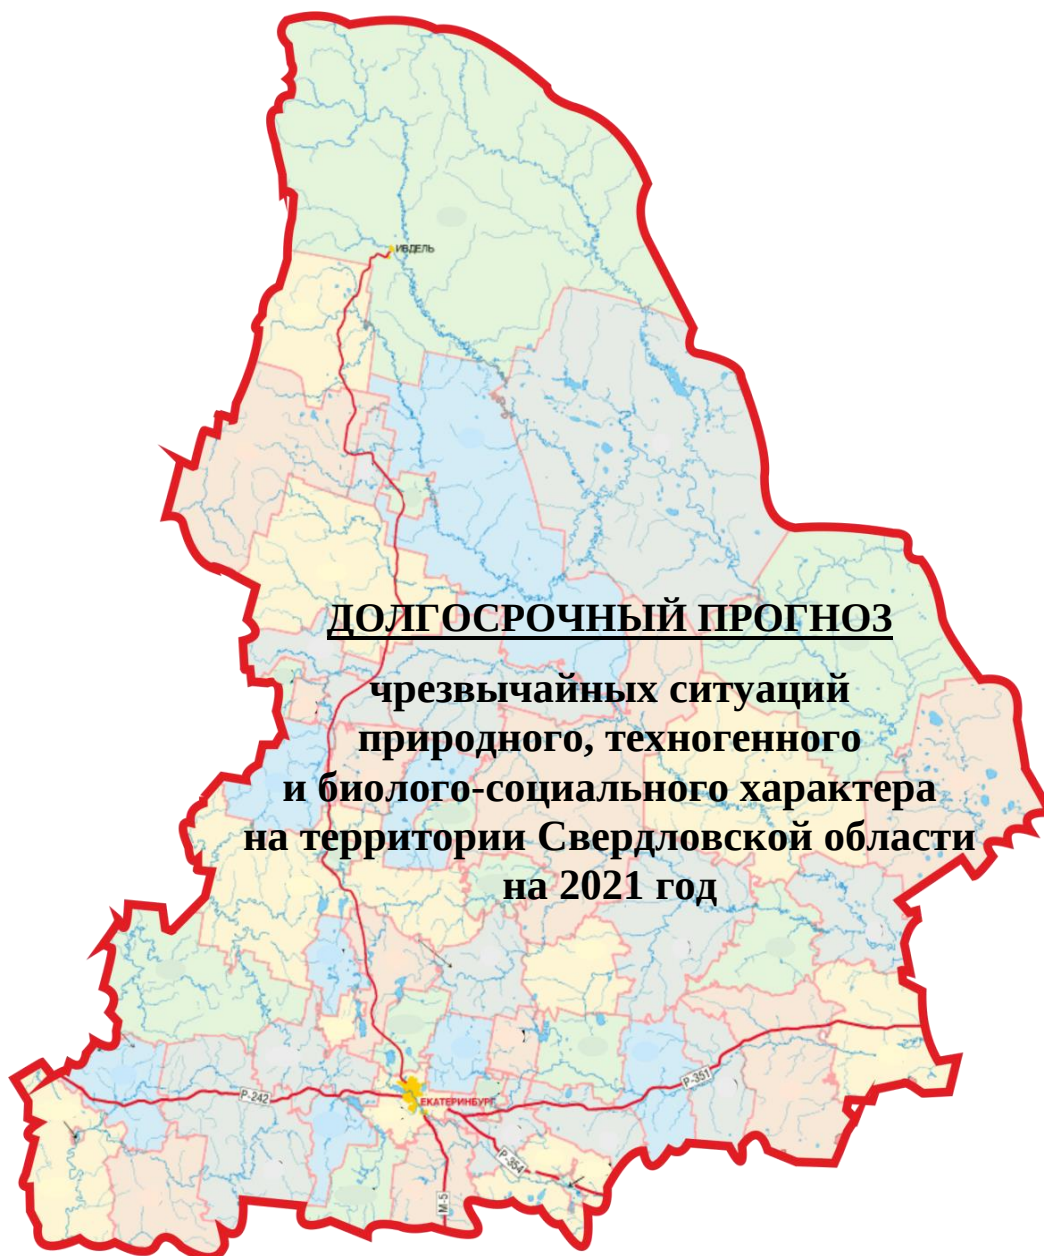 ИВДЕЛЬ
ДОЛГОСРОЧНЫЙ ПРОГНОЗ
чрезвычайных ситуаций
природного, техногенного
и биолого-социального характера
на территории Свердловской области
на 2021 год
Р-242
ЕКАТЕРИНБУРГ
Р-351
Р-354
М-5